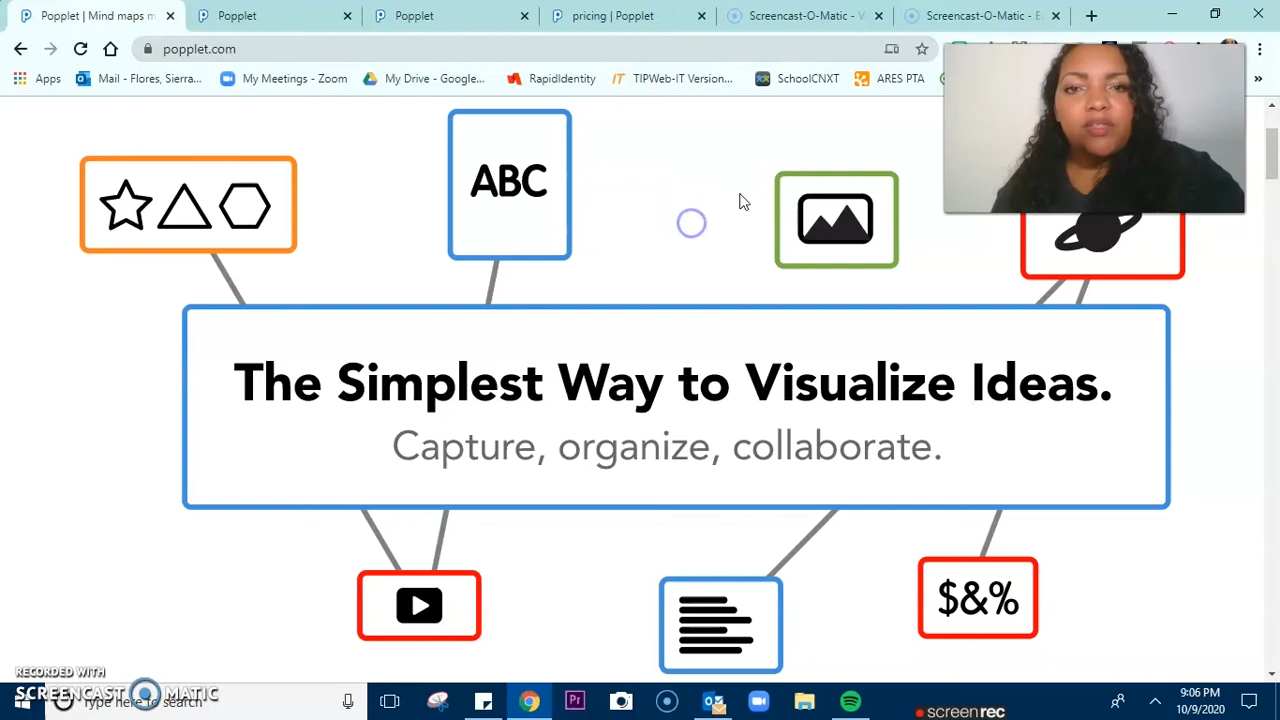 Popplet | Mind maps m
Popplet
Popplet
pricing | Popplet
Screencast-O-Matic - V
Screencast-O-Matic - E
popplet.com
Apps
Mail - Flores, Sierra...
My Meetings - Zoom
My Drive - Google...
RapidIdentity
TIPWeb-IT Version...
SchoolCNXT
ARES PTA
ABC
The Simplest Way to Visualize Ideas.
Capture, organize, collaborate.
$&%
RECORDED WITH
SCREENCAST MATIC
Type here to search
screenrec
9:06 PM
10/9/2020